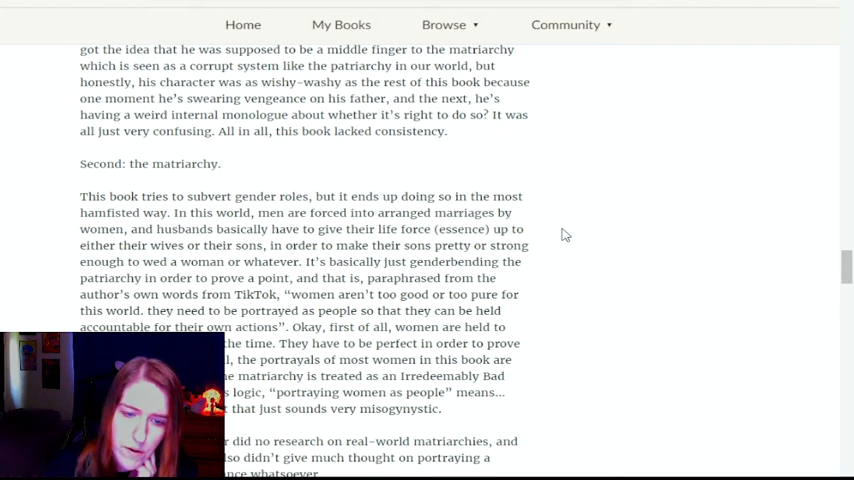 Home My Books Browse ▾ Community ▾
got the idea that he was supposed to be a middle finger to the matriarchy
which is seen as a corrupt system like the patriarchy in our world, but
honestly, his character was as wishy-washy as the rest of this book because
one moment he's swearing vengeance on his father, and the next, he's
having a weird internal monologue about whether it's right to do so? It was
all just very confusing. All in all, this book lacked consistency.
Second: the matriarchy.
This book tries to subvert gender roles, but it ends up doing so in the most
hamfisted way. In this world, men are forced into arranged marriages by
women, and husbands basically have to give their life force (essence) up to
either their wives or their sons, in order to make their sons pretty or strong
enough to wed a woman or whatever. It's basically just genderbending the
patriarchy in order to prove a point, and that is, paraphrased from the
author's own words from TikTok, “women aren't too good or too pure for
this world. they need to be portrayed as people so that they can be held
accountable for their own actions”. Okay, first of all, women are held to
the time. They have to be perfect in order to prove
l, the portrayals of most women in this book are
e matriarchy is treated as an Irredeemably Bad
s logic, “portraying women as people” means...
t that just sounds very misogynystic.
r did no research on real-world matriarchies, and
lso didn't give much thought on portraying a
ance whatsoever